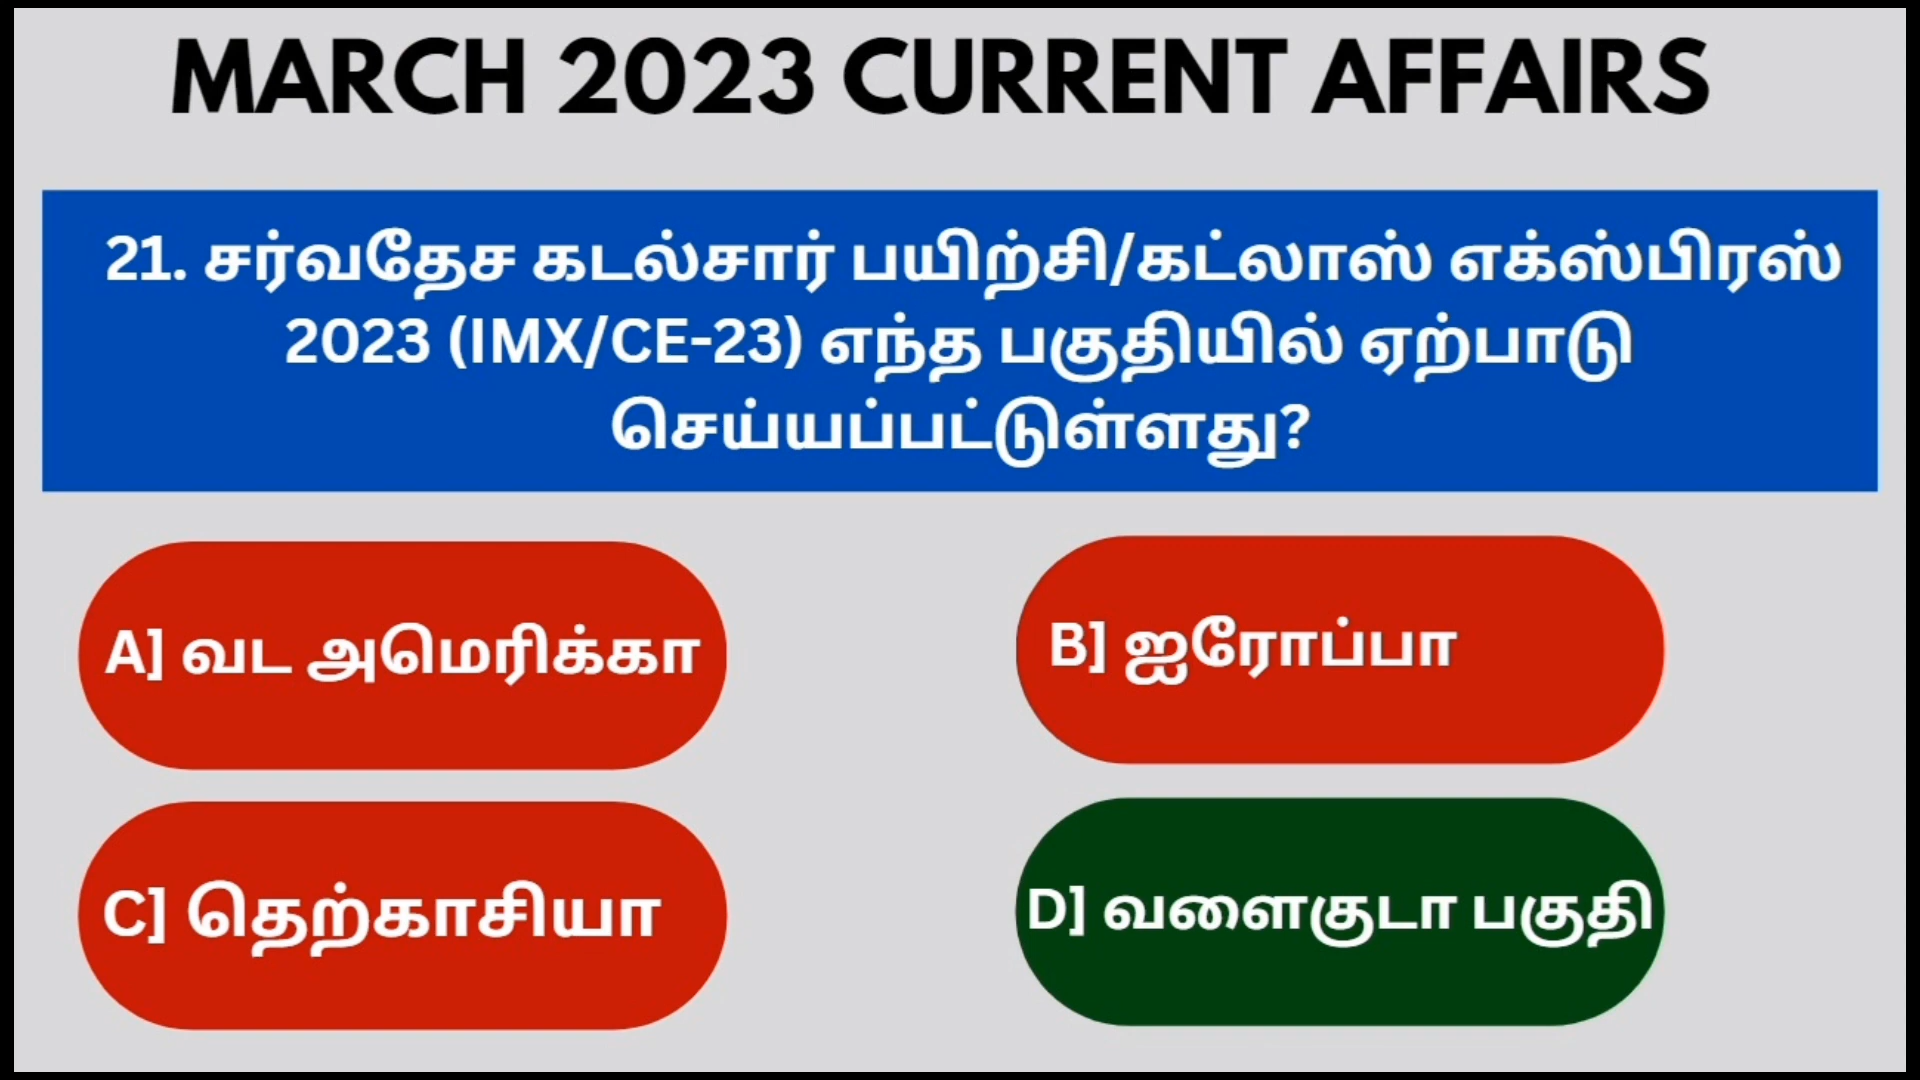 MARCH 2023 CURRENT AFFAIRS
21. சர்வதேச கடல்சார் பயிற்சி/கட்லாஸ் எக்ஸ்பிரஸ்
2023 (IMX/CE-23) எந்த பகுதியில் ஏற்பாடு
செய்யப்பட்டுள்ளது?
A] வட அமெரிக்கா
B] ஐரோப்பா
C] தெற்காசியா
D] வளைகுடா பகுதி